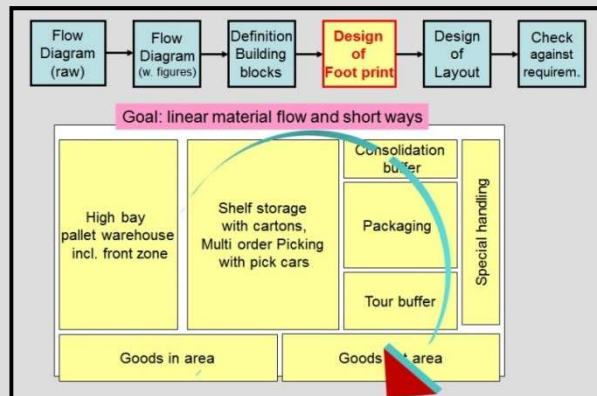 Flow
Diagram
(raw)
Flow
Diagram
(w. figures)
Definition
Building
blocks
Design
of
Foot print
Design
of
Layout
Check
against
requirem.
Goal: linear material flow and short ways
High bay
pallet warehouse
incl. front zone
Shelf storage
with cartons,
Multi order Picking
with pick cars
Consolidation
buffer
Packaging
Tour buffer
Special handling
Goods in area
Goods area